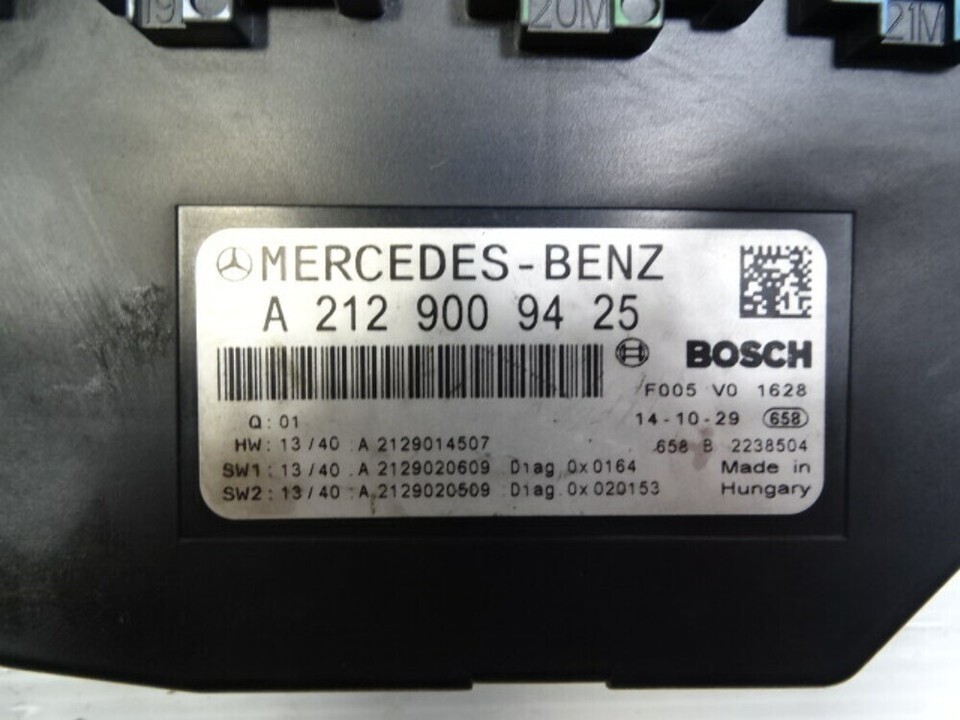 19
20M
21M
MERCEDES-BENZ
A 212 900 94 25
BOSCH
F005 V0 1628
Q: 01
14-10-29 658
HW: 13/40 A 2129014507
658 B 2238504
SW1: 13/40 A 2129020609 Diag. 0x0164
Made in
SW2: 13/40 A 2129020509 Diag. 0x020153
Hungary